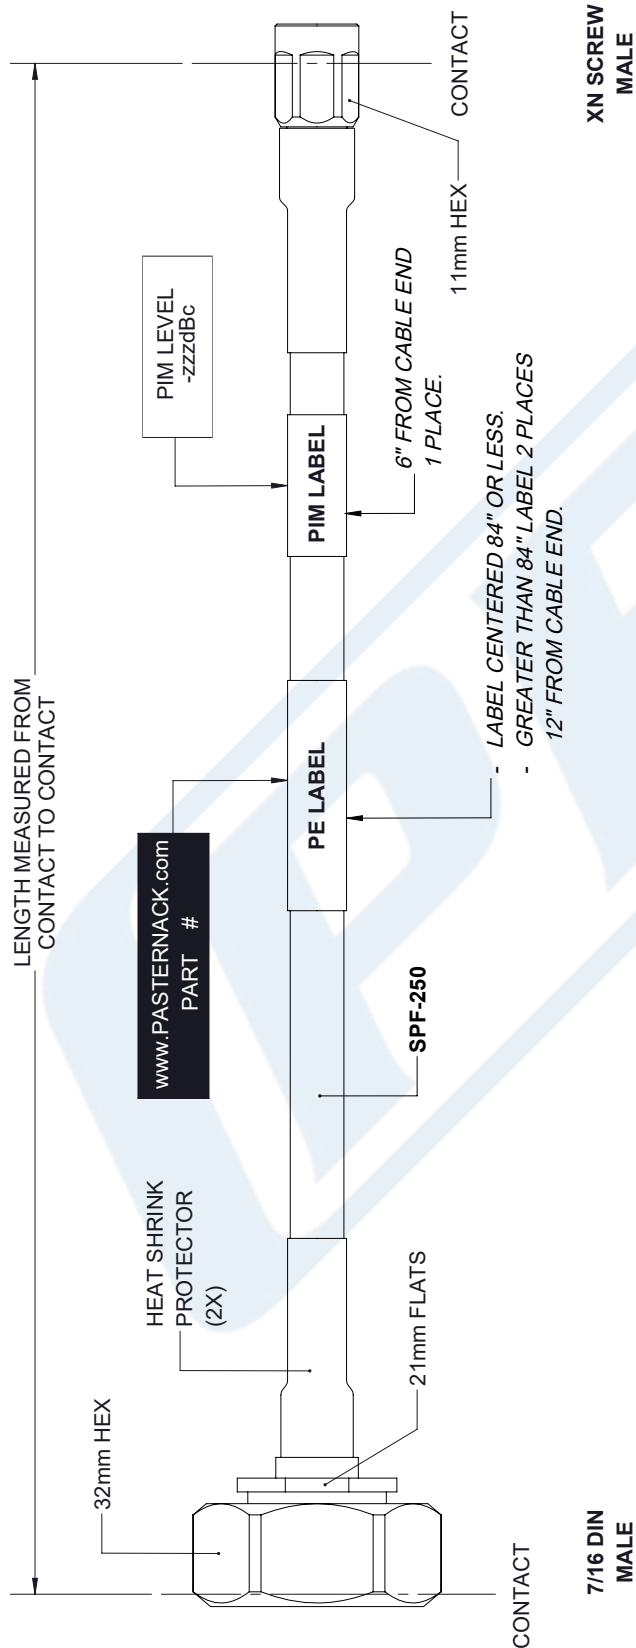 LENGTH MEASURED FROM
CONTACT TO CONTACT
32mm HEX
HEAT SHRINK
PROTECTOR
(2X)
www.PASTERNACK.com
PART #
PIM LEVEL
-zzzdBc
PE LABEL
PIM LABEL
21mm FLATS
SPF-250
6" FROM CABLE END
1 PLACE.
11mm HEX
CONTACT
- LABEL CENTERED 84" OR LESS.
- GREATER THAN 84" LABEL 2 PLACES
12" FROM CABLE END.
CONTACT
7/16 DIN
MALE
XN SCREW
MALE